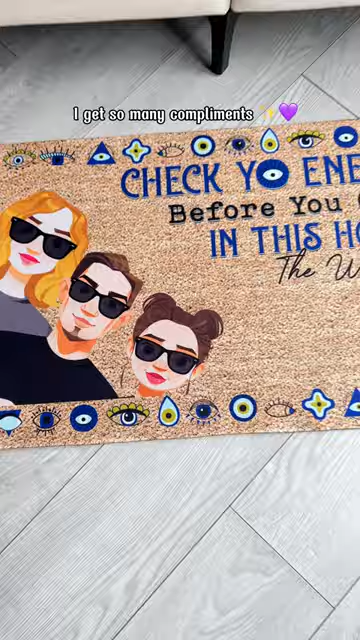 I get so many compliments ✨💜
CHECK YO ENE
Before You
IN THIS HO
The W